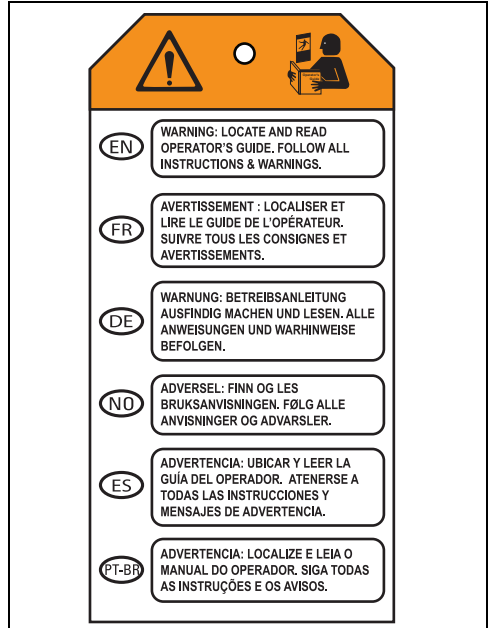 Operator's
Guide
EN
WARNING: LOCATE AND READ
OPERATOR'S GUIDE. FOLLOW ALL
INSTRUCTIONS & WARNINGS.
FR
AVERTISSEMENT : LOCALISER ET
LIRE LE GUIDE DE L'OPÉRATEUR.
SUIVRE TOUS LES CONSIGNES ET
AVERTISSEMENTS.
DE
WARNUNG: BETREIBSANLEITUNG
AUSFINDIG MACHEN UND LESEN. ALLE
ANWEISUNGEN UND WARHINWEISE
BEFOLGEN.
NO
ADVERSEL: FINN OG LES
BRUKSANVISNINGEN. FØLG ALLE
ANVISNINGER OG ADVARSLER.
ES
ADVERTENCIA: UBICAR Y LEER LA
GUÍA DEL OPERADOR. ATENERSE A
TODAS LAS INSTRUCCIONES Y
MENSAJES DE ADVERTENCIA.
PT-BR
ADVERTENCIA: LOCALIZE E LEIA O
MANUAL DO OPERADOR. SIGA TODAS
AS INSTRUÇÕES E OS AVISOS.